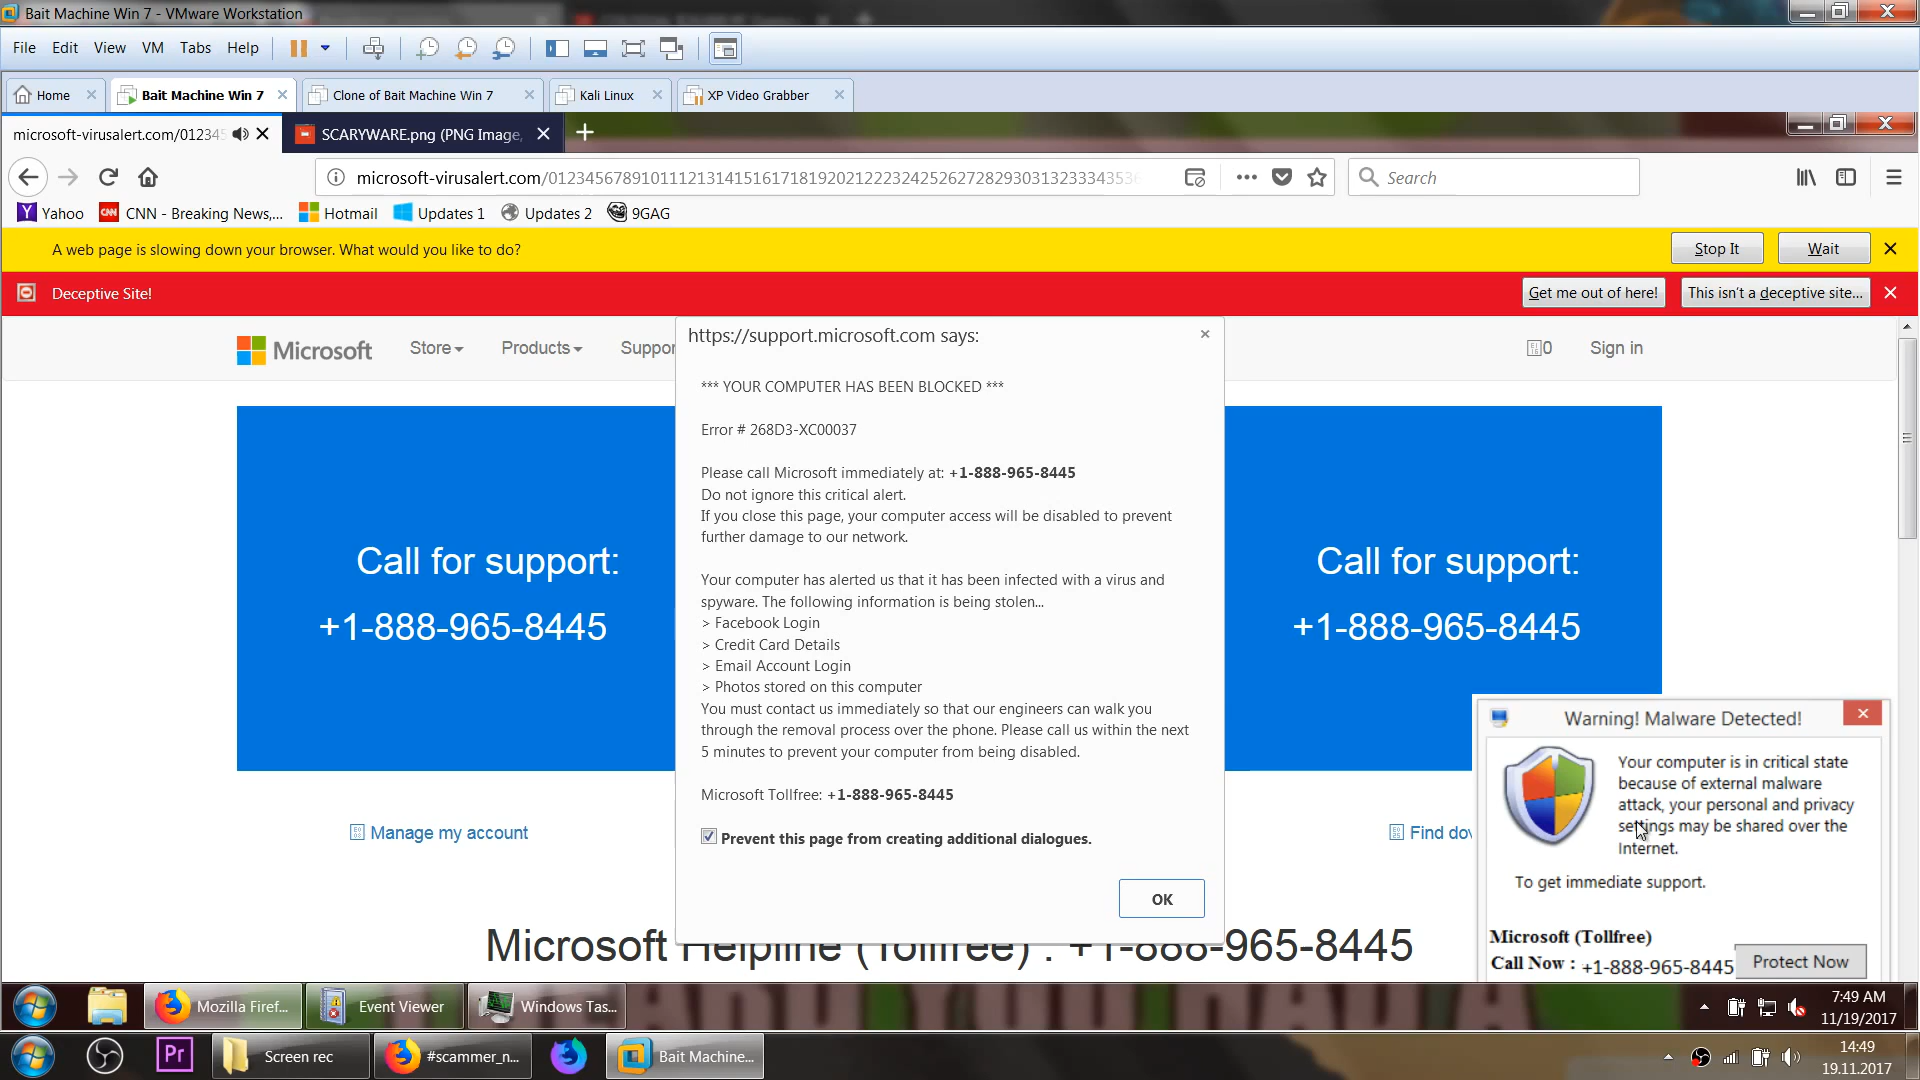 Bait Machine Win 7 - VMware Workstation
File Edit View VM Tabs Help
Home Bait Machine Win 7 Clone of Bait Machine Win 7 Kali Linux XP Video Grabber
microsoft-virusalert.com/012345 SCARYWARE.png (PNG Image,
microsoft-virusalert.com/ Search
Yahoo CNN - Breaking News,... Hotmail Updates 1 Updates 2 9GAG
A web page is slowing down your browser. What would you like to do? Stop It Wait
Deceptive Site! Get me out of here! This isn't a deceptive site...
Microsoft Store Products Suppor 0 Sign in
https://support.microsoft.com says:
*** YOUR COMPUTER HAS BEEN BLOCKED ***
Error # 268D3-XC00037
Please call Microsoft immediately at: +1-888-965-8445
Do not ignore this critical alert.
If you close this page, your computer access will be disabled to prevent
further damage to our network.
Your computer has alerted us that it has been infected with a virus and
spyware. The following information is being stolen...
> Facebook Login
> Credit Card Details
> Email Account Login
> Photos stored on this computer
You must contact us immediately so that our engineers can walk you
through the removal process over the phone. Please call us within the next
5 minutes to prevent your computer from being disabled.
Microsoft Tollfree: +1-888-965-8445
Prevent this page from creating additional dialogues.
OK
Call for support:
+1-888-965-8445
Call for support:
+1-888-965-8445
Manage my account
Find dov
Microsoft Helpline (Tollfree) : +1-888-965-8445
Warning! Malware Detected!
Your computer is in critical state
because of external malware
attack, your personal and privacy
settings may be shared over the
Internet.
To get immediate support.
Microsoft (Tollfree)
Call Now : +1-888-965-8445 Protect Now
Mozilla Firef... Event Viewer Windows Tas... 7:49 AM
11/19/2017
Pr Screen rec #scammer_n... Bait Machine... 14:49
19.11.2017